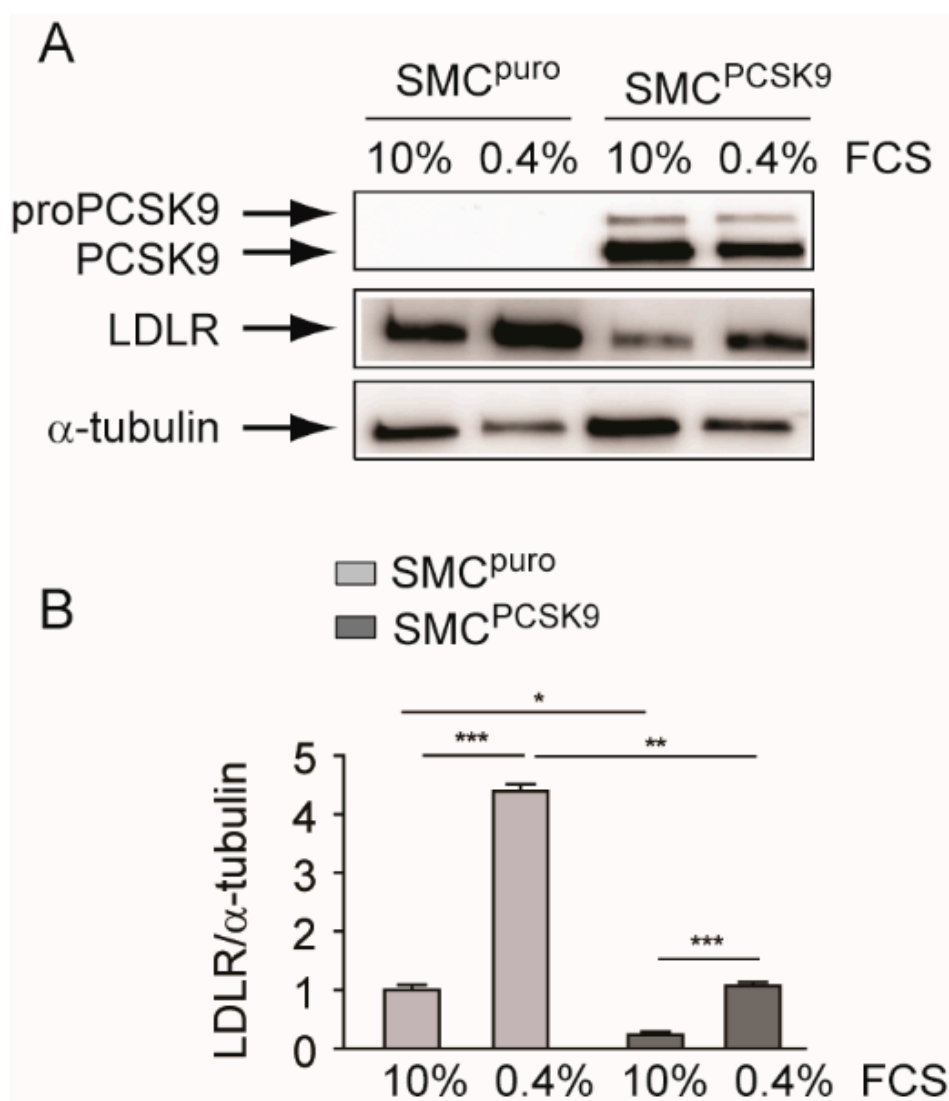 A
SMCpuro SMCPCSK9
10% 0.4% 10% 0.4% FCS
proPCSK9
PCSK9
LDLR
α-tubulin
B
SMCpuro
SMCPCSK9
*
*** **
5
4
3
2
1
0
***
LDLR/α-tubulin
10% 0.4% 10% 0.4% FCS